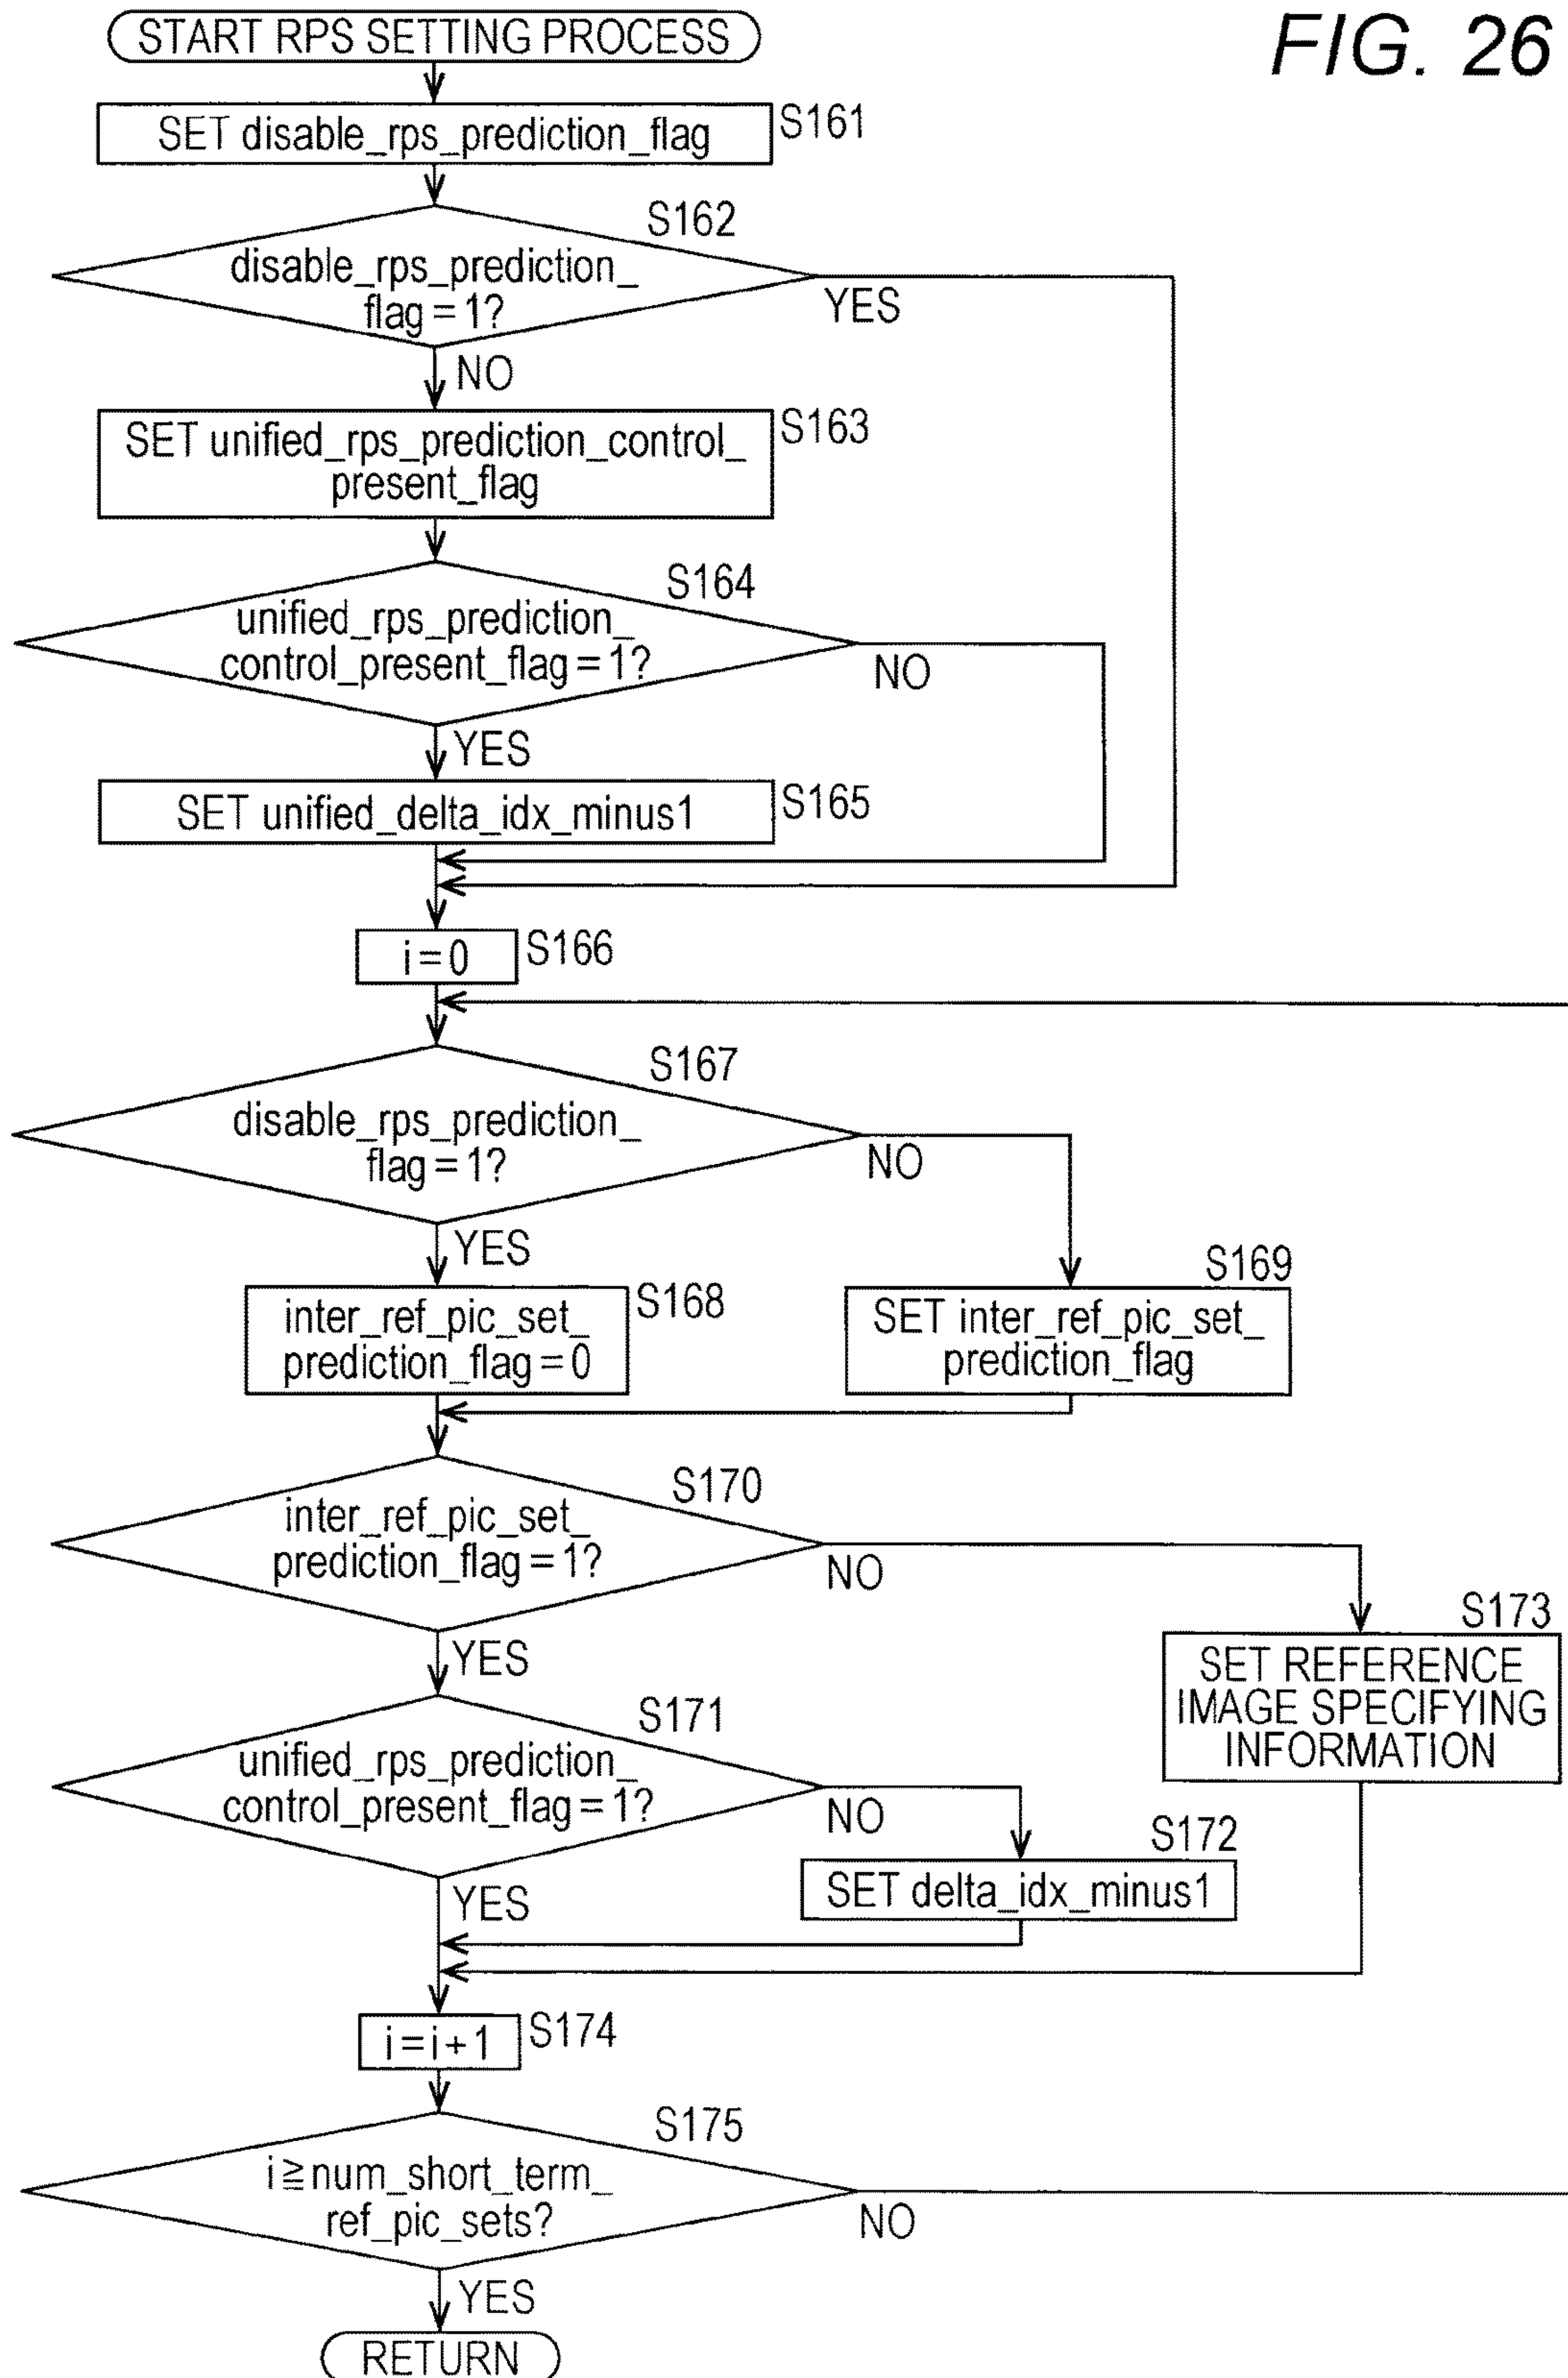 FIG. 26
START RPS SETTING PROCESS
SET disable_rps_prediction_flag
S161
S162
disable_rps_prediction_
flag = 1?
YES
NO
SET unified_rps_prediction_control_
present_flag
S163
S164
unified_rps_prediction_
control_present_flag = 1?
NO
YES
SET unified_delta_idx_minus1
S165
i = 0
S166
S167
disable_rps_prediction_
flag = 1?
NO
YES
S168
inter_ref_pic_set_
prediction_flag = 0
S169
SET inter_ref_pic_set_
prediction_flag
S170
inter_ref_pic_set_
prediction_flag = 1?
NO
YES
S173
SET REFERENCE
IMAGE SPECIFYING
INFORMATION
S171
unified_rps_prediction_
control_present_flag = 1?
NO
YES
S172
SET delta_idx_minus1
i = i + 1
S174
S175
i ≧ num_short_term_
ref_pic_sets?
NO
YES
RETURN